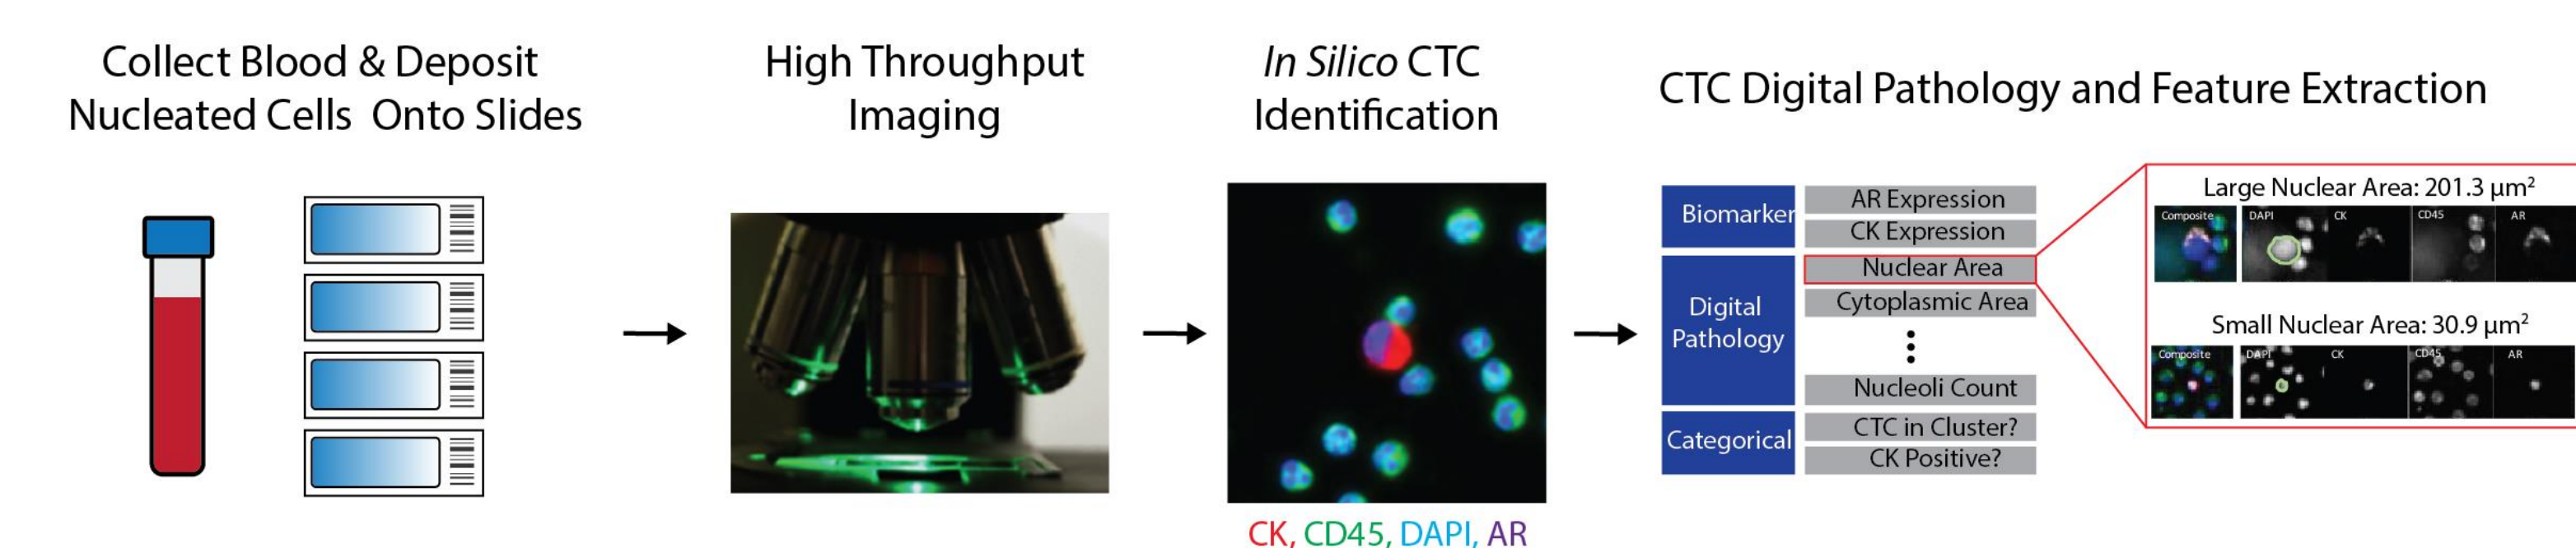 Collect Blood & Deposit
Nucleated Cells Onto Slides
High Throughput
Imaging
In Silico CTC
Identification
CK, CD45, DAPI, AR
CTC Digital Pathology and Feature Extraction
Biomarker
AR Expression
CK Expression
Digital
Pathology
Nuclear Area
Cytoplasmic Area
Nucleoli Count
Categorical
CTC in Cluster?
CK Positive?
Large Nuclear Area: 201.3 µm²
Composite DAPI CK CD45 AR
Small Nuclear Area: 30.9 µm²
Composite DAPI CK CD45 AR